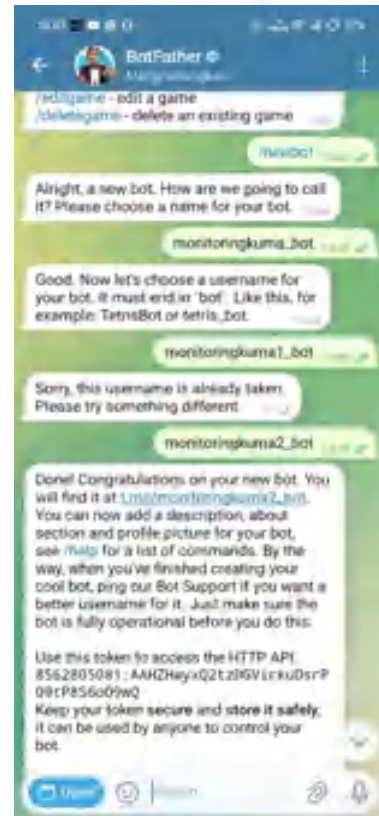 BotFather
/editgame - edit a game
/deletegame - delete an existing game
/newbot
Alright, a new bot. How are we going to call
it? Please choose a name for your bot.
monitoringkuma_bot
Good. Now let's choose a username for
your bot. It must end in `bot`. Like this, for
example: TetrisBot or tetris_bot.
monitoringkuma1_bot
Sorry, this username is already taken.
Please try something different.
monitoringkuma2_bot
Done! Congratulations on your new bot. You
will find it at t.me/monitoringkuma2_bot.
You can now add a description, about
section and profile picture for your bot,
see /help for a list of commands. By the
way, when you've finished creating your
cool bot, ping our Bot Support if you want a
better username for it. Just make sure the
bot is fully operational before you do this.
Use this token to access the HTTP API:
Keep your token secure and store it safely,
it can be used by anyone to control your
bot.
Open